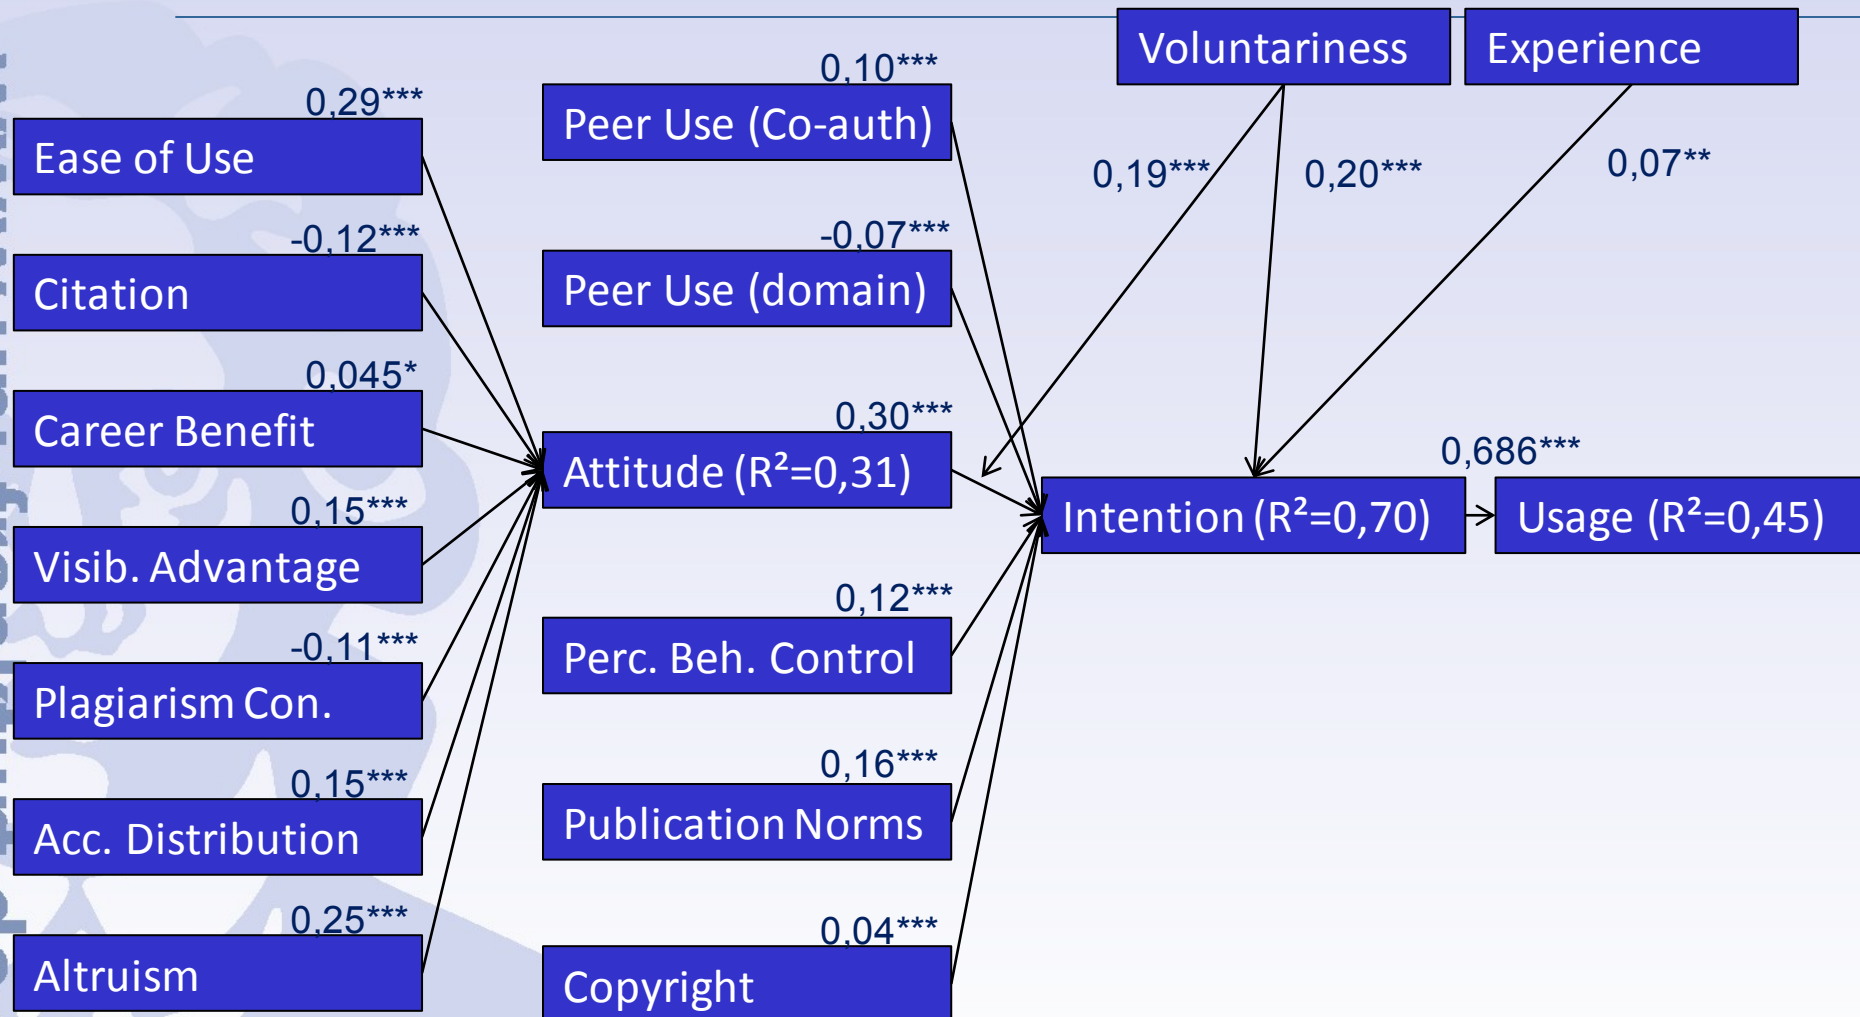 Voluntariness
Experience
0,10***
Peer Use (Co-auth)
0,29***
Ease of Use
0,19***
0,20***
0,07**
-0,12***
Citation
-0,07***
Peer Use (domain)
0,045*
Career Benefit
0,30***
Attitude (R²=0,31)
0,686***
Intention (R²=0,70)
Usage (R²=0,45)
0,15***
Visib. Advantage
0,12***
Perc. Beh. Control
-0,11***
Plagiarism Con.
0,15***
Acc. Distribution
0,16***
Publication Norms
0,25***
Altruism
0,04***
Copyright